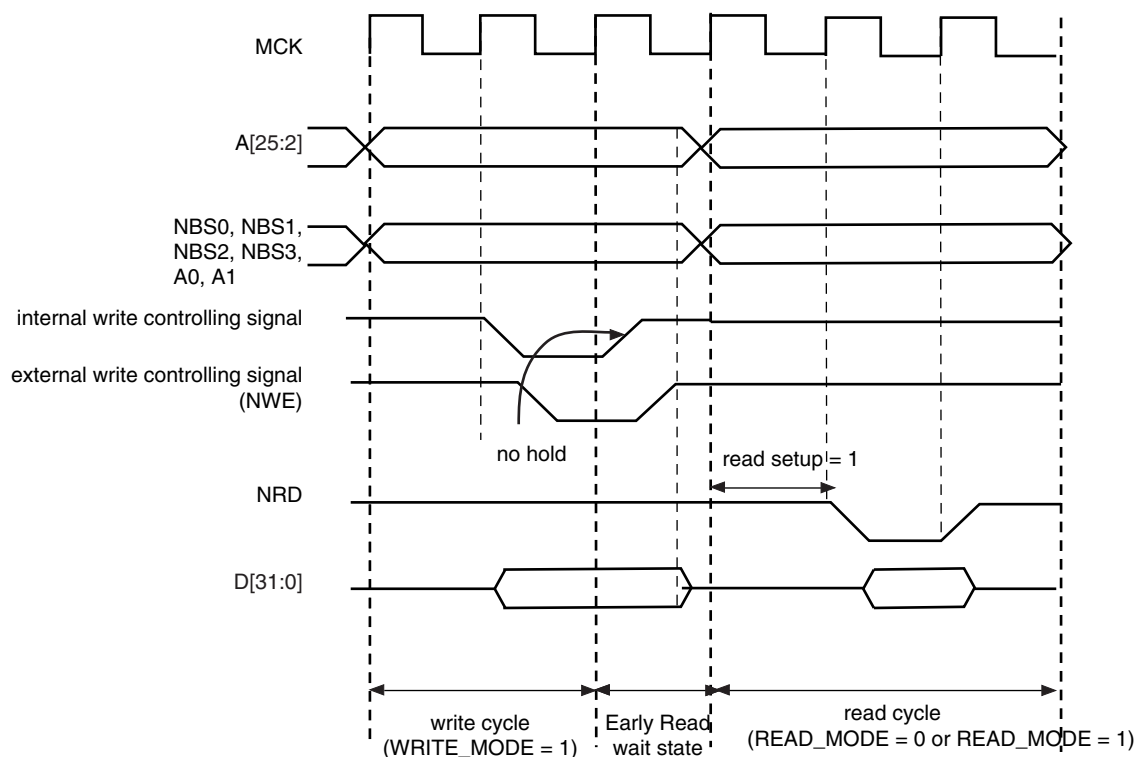 MCK
A[25:2]
NBS0, NBS1,
NBS2, NBS3,
A0, A1
internal write controlling signal
external write controlling signal
(NWE)
no hold
read setup = 1
NRD
D[31:0]
write cycle
(WRITE_MODE = 1)
Early Read
wait state
read cycle
(READ_MODE = 0 or READ_MODE = 1)